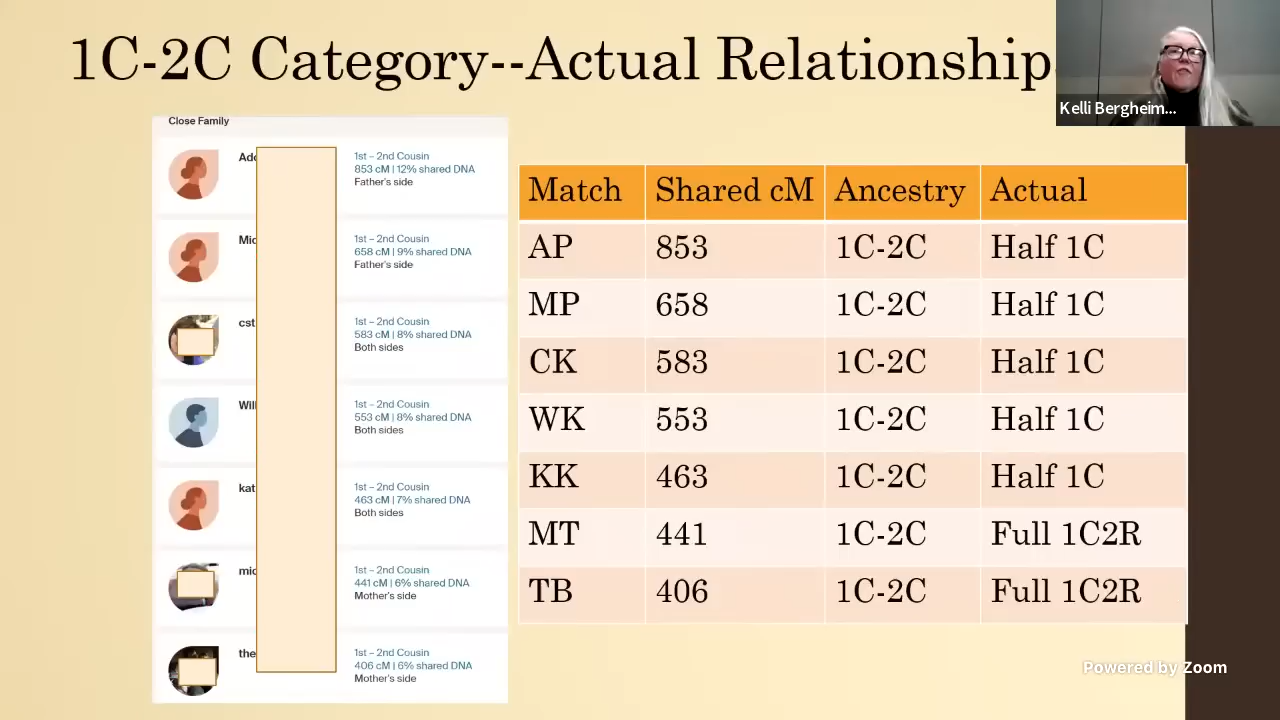 1C-2C Category--Actual Relationship
Kelli Bergheim...
Close Family
Adc
1st – 2nd Cousin
853 cM | 12% shared DNA
Father's side
Mic
1st – 2nd Cousin
658 cM | 9% shared DNA
Father's side
cst
1st – 2nd Cousin
583 cM | 8% shared DNA
Both sides
Will
1st – 2nd Cousin
553 cM | 8% shared DNA
Both sides
kat
1st – 2nd Cousin
463 cM | 7% shared DNA
Both sides
mic
1st – 2nd Cousin
441 cM | 6% shared DNA
Mother's side
the
1st – 2nd Cousin
406 cM | 6% shared DNA
Mother's side
Match Shared cM Ancestry Actual
AP 853 1C-2C Half 1C
MP 658 1C-2C Half 1C
CK 583 1C-2C Half 1C
WK 553 1C-2C Half 1C
KK 463 1C-2C Half 1C
MT 441 1C-2C Full 1C2R
TB 406 1C-2C Full 1C2R
Powered by Zoom